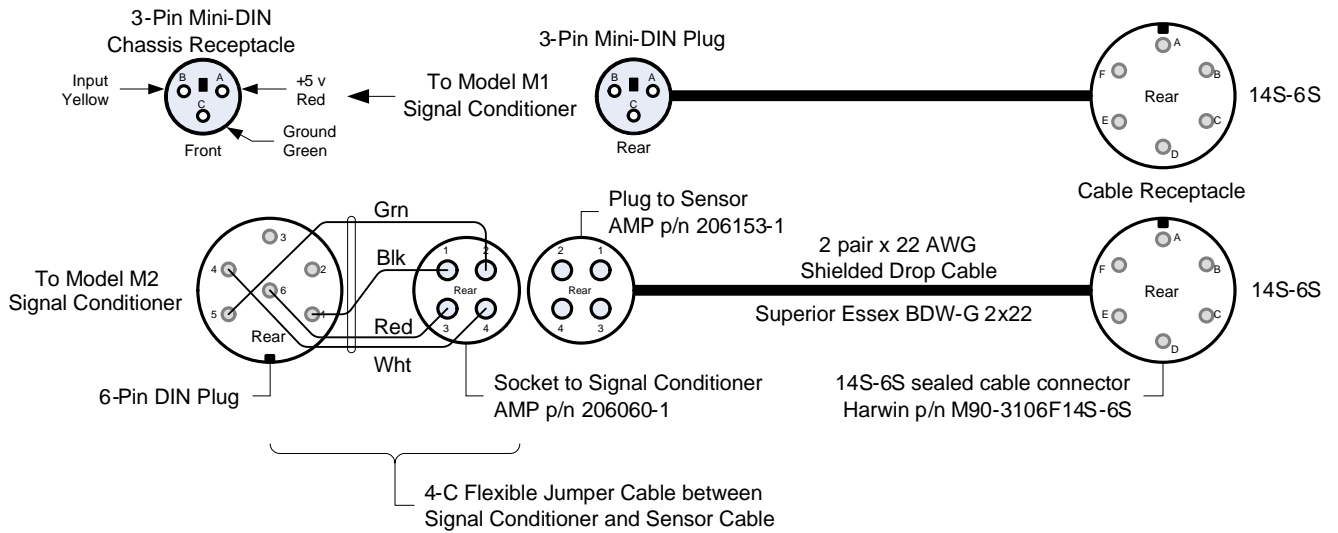 3-Pin Mini-DIN
Chassis Receptacle
Input
Yellow
B
A
C
+5 v
Red
Ground
Green
Front
To Model M1
Signal Conditioner
3-Pin Mini-DIN Plug
B
A
C
Rear
A
B
C
D
E
F
Rear
14S-6S
Cable Receptacle
To Model M2
Signal Conditioner
3
2
4
6
5
1
Rear
6-Pin DIN Plug
Grn
Blk
Red
Wht
1
2
Rear
3
4
Socket to Signal Conditioner
AMP p/n 206060-1
Plug to Sensor
AMP p/n 206153-1
2
1
Rear
4
3
2 pair x 22 AWG
Shielded Drop Cable
Superior Essex BDW-G 2x22
A
B
C
D
E
F
Rear
14S-6S
14S-6S sealed cable connector
Harwin p/n M90-3106F14S-6S
4-C Flexible Jumper Cable between
Signal Conditioner and Sensor Cable